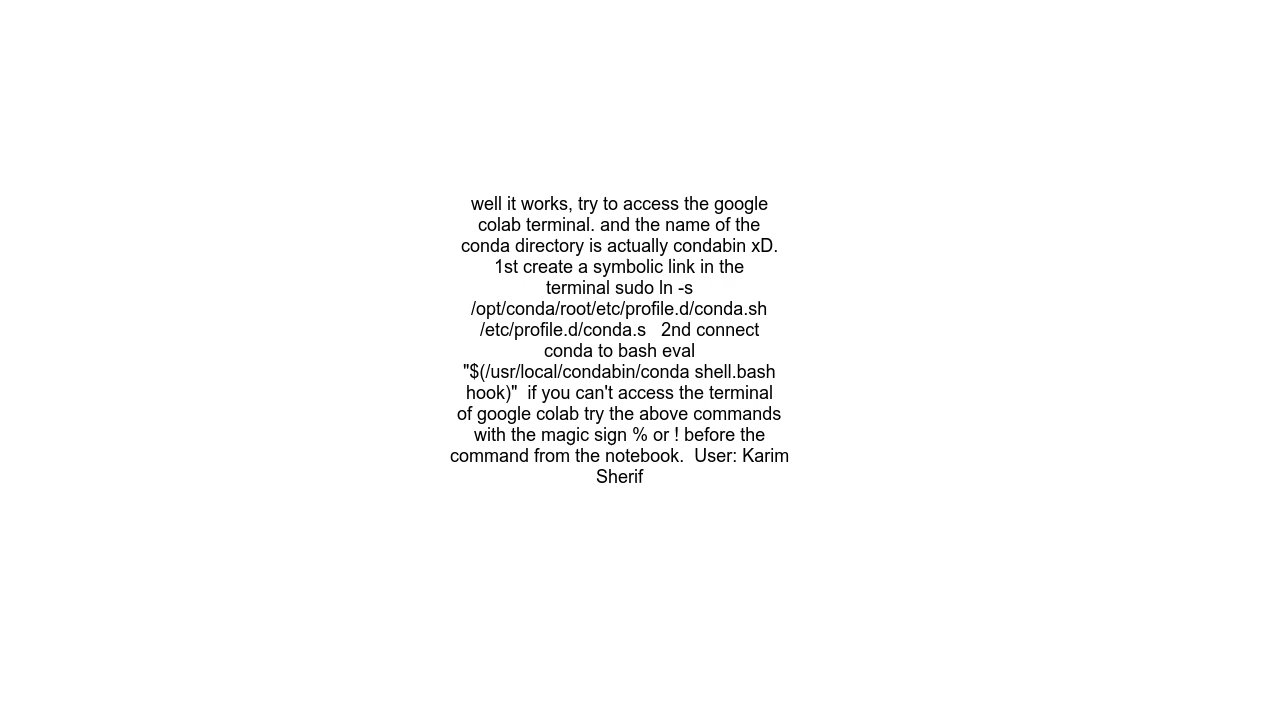 well it works, try to access the google
colab terminal. and the name of the
conda directory is actually condabin xD.
1st create a symbolic link in the
terminal sudo ln -s
/opt/conda/root/etc/profile.d/conda.sh
/etc/profile.d/conda.s   2nd connect
conda to bash eval
"$(/usr/local/condabin/conda shell.bash
hook)"  if you can't access the terminal
of google colab try the above commands
with the magic sign % or ! before the
command from the notebook.  User: Karim
Sherif